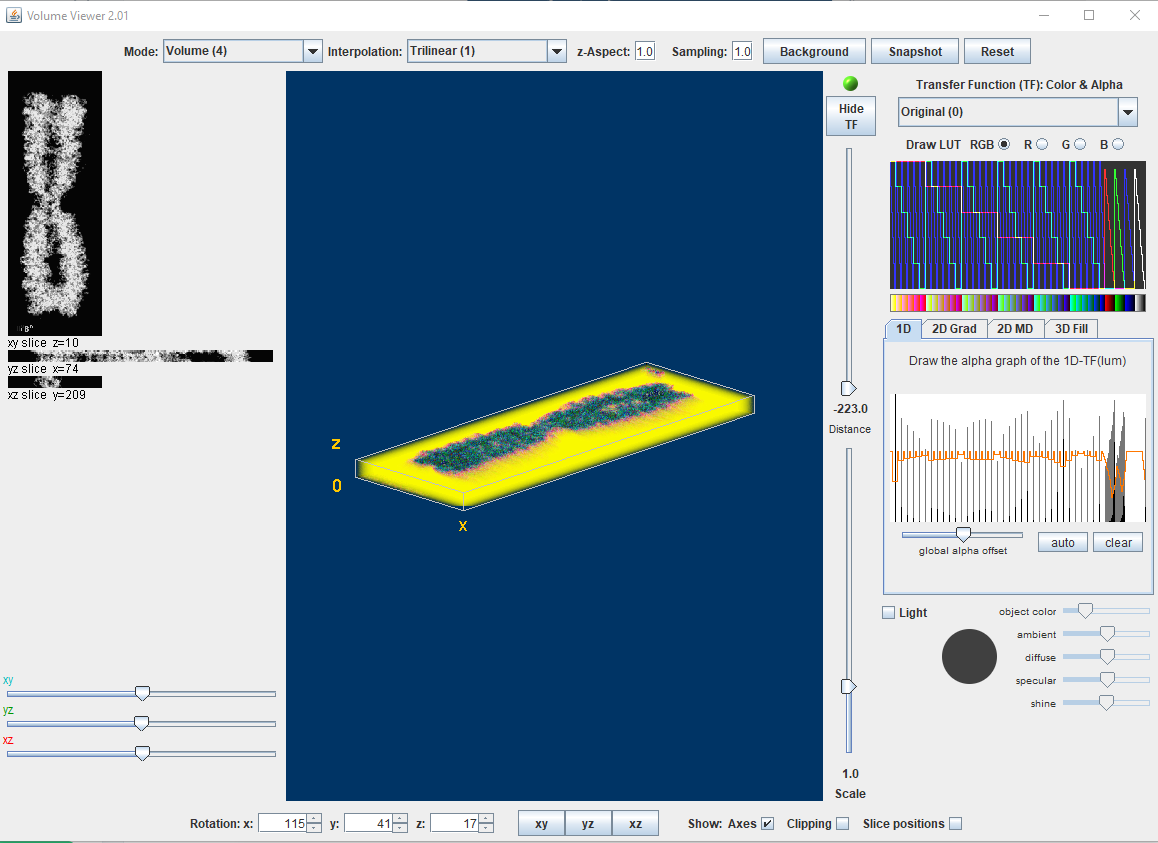 Volume Viewer 2.01
Mode: Volume (4) Interpolation: Trilinear (1) z-Aspect: 1.0 Sampling: 1.0 Background Snapshot Reset
xy slice z=10
yz slice x=74
xz slice y=209
xy
yz
xz
z
0
x
Hide
TF
-223.0
Distance
1.0
Scale
Transfer Function (TF): Color & Alpha
Original (0)
Draw LUT RGB R G B
1D 2D Grad 2D MD 3D Fill
Draw the alpha graph of the 1D-TF(lum)
global alpha offset
auto clear
Light
object color
ambient
diffuse
specular
shine
Rotation: x: 115 y: 41 z: 17 xy yz xz Show: Axes Clipping Slice positions